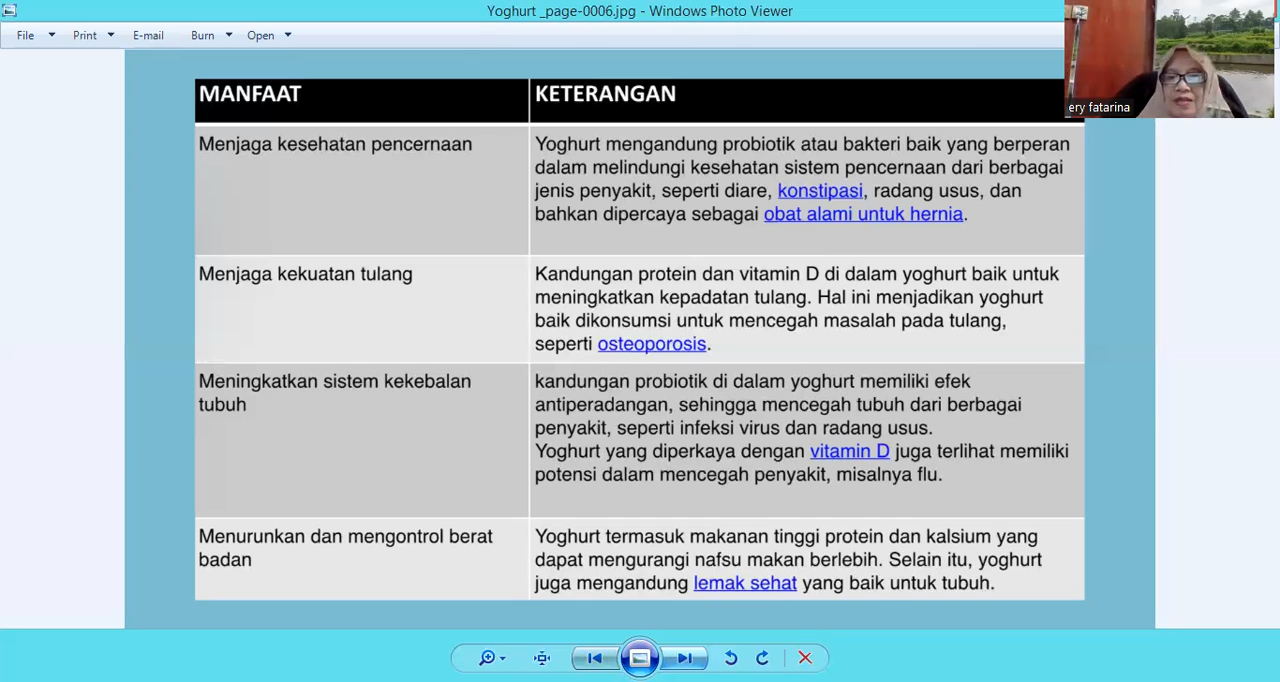 Yoghurt _page-0006.jpg - Windows Photo Viewer
File Print E-mail Burn Open
ery fatarina
MANFAAT KETERANGAN
Menjaga kesehatan pencernaan
Yoghurt mengandung probiotik atau bakteri baik yang berperan
dalam melindungi kesehatan sistem pencernaan dari berbagai
jenis penyakit, seperti diare, konstipasi, radang usus, dan
bahkan dipercaya sebagai obat alami untuk hernia.
Menjaga kekuatan tulang
Kandungan protein dan vitamin D di dalam yoghurt baik untuk
meningkatkan kepadatan tulang. Hal ini menjadikan yoghurt
baik dikonsumsi untuk mencegah masalah pada tulang,
seperti osteoporosis.
Meningkatkan sistem kekebalan
tubuh
kandungan probiotik di dalam yoghurt memiliki efek
antiperadangan, sehingga mencegah tubuh dari berbagai
penyakit, seperti infeksi virus dan radang usus.
Yoghurt yang diperkaya dengan vitamin D juga terlihat memiliki
potensi dalam mencegah penyakit, misalnya flu.
Menurunkan dan mengontrol berat
badan
Yoghurt termasuk makanan tinggi protein dan kalsium yang
dapat mengurangi nafsu makan berlebih. Selain itu, yoghurt
juga mengandung lemak sehat yang baik untuk tubuh.